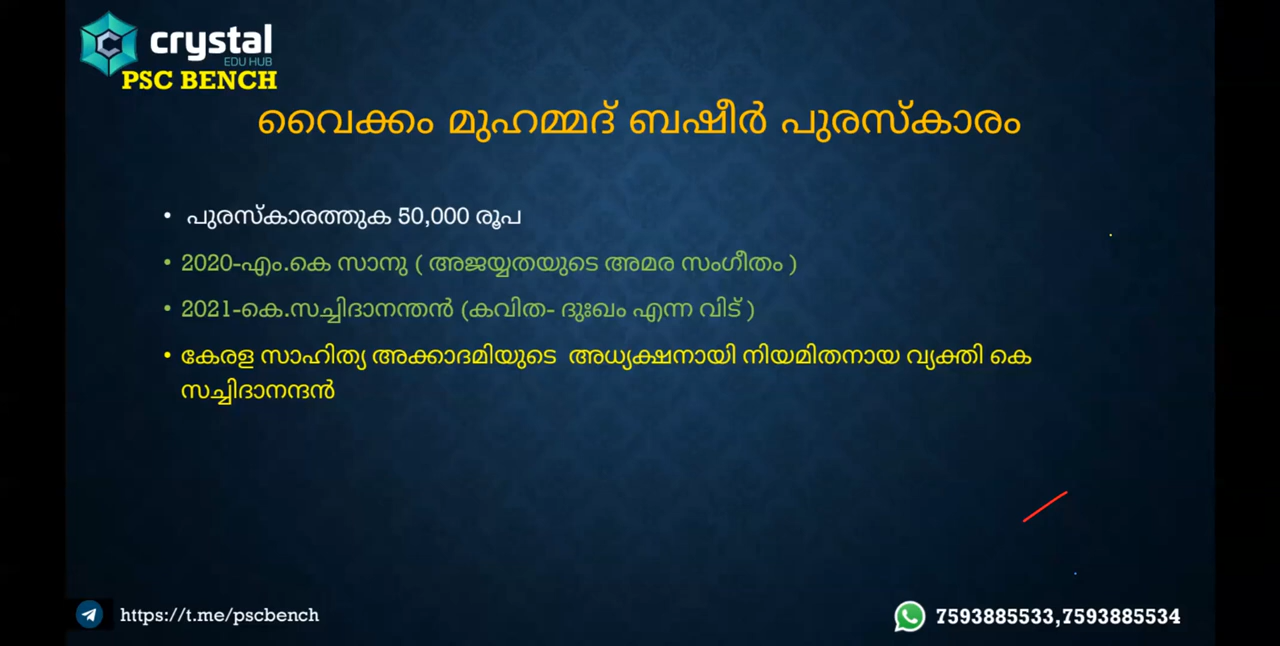 crystal
EDU HUB
PSC BENCH
വൈക്കം മുഹമ്മദ് ബഷീർ പുരസ്കാരം
• പുരസ്കാരത്തുക 50,000 രൂപ
• 2020-എം.കെ സാനു ( അജയ്യതയുടെ അമര സംഗീതം )
• 2021-കെ.സച്ചിദാനന്തൻ (കവിത- ദുഃഖം എന്ന വിട് )
• കേരള സാഹിത്യ അക്കാദമിയുടെ അധ്യക്ഷനായി നിയമിതനായ വ്യക്തി കെ
സച്ചിദാനന്ദൻ
https://t.me/pscbench
7593885533,7593885534